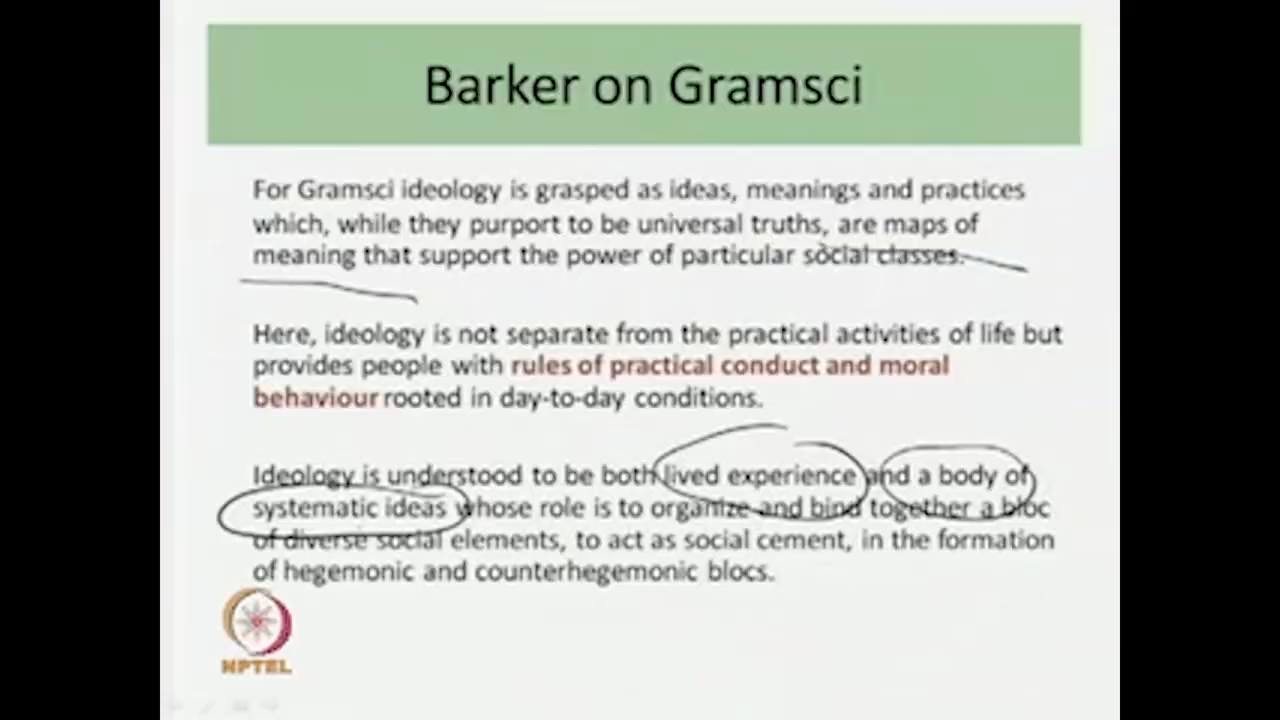 Barker on Gramsci
For Gramsci ideology is grasped as ideas, meanings and practices
which, while they purport to be universal truths, are maps of
meaning that support the power of particular social classes.
Here, ideology is not separate from the practical activities of life but
provides people with rules of practical conduct and moral
behaviour rooted in day-to-day conditions.
Ideology is understood to be both lived experience and a body of
systematic ideas whose role is to organize and bind together a bloc
of diverse social elements, to act as social cement, in the formation
of hegemonic and counterhegemonic blocs.
NPTEL